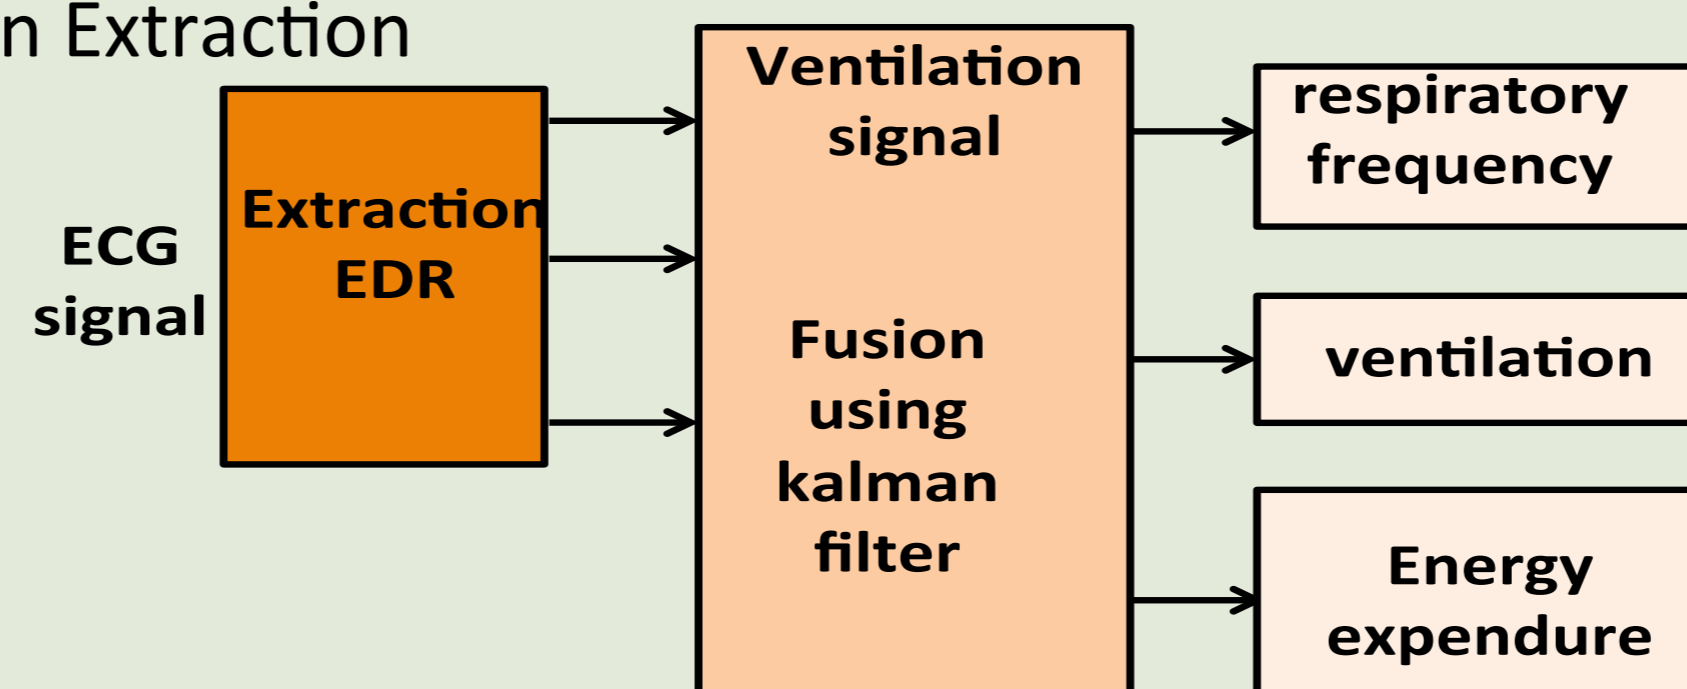 n Extraction
ECG
signal
Extraction
EDR
Ventilation
signal
Fusion
using
kalman
filter
respiratory
frequency
ventilation
Energy
expendure